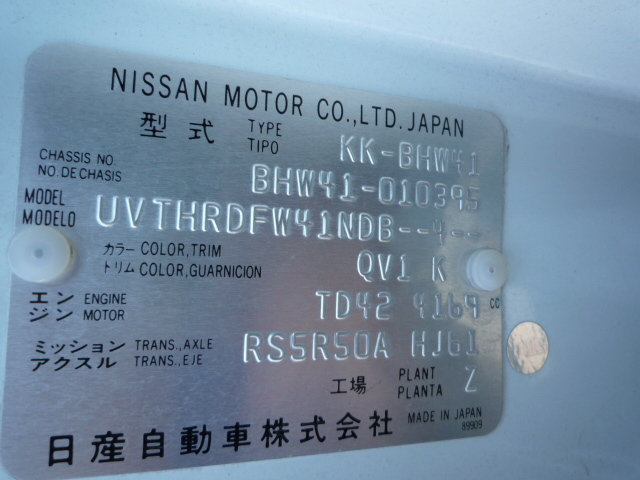 NISSAN MOTOR CO.,LTD. JAPAN
型式 TYPE TIPO KK-BHW41
CHASSIS NO. NO. DE CHASIS BHW41-010395
MODEL MODELO UVTHRDFW41NDB--4--
カラー COLOR,TRIM
トリム COLOR,GUARNICION QV1 K
エンジン ENGINE MOTOR TD42 4169 CC
ミッション TRANS.,AXLE
アクスル TRANS.,EJE RS5R50A HJ61
工場 PLANT PLANTA Z
日産自動車株式会社 MADE IN JAPAN
89909